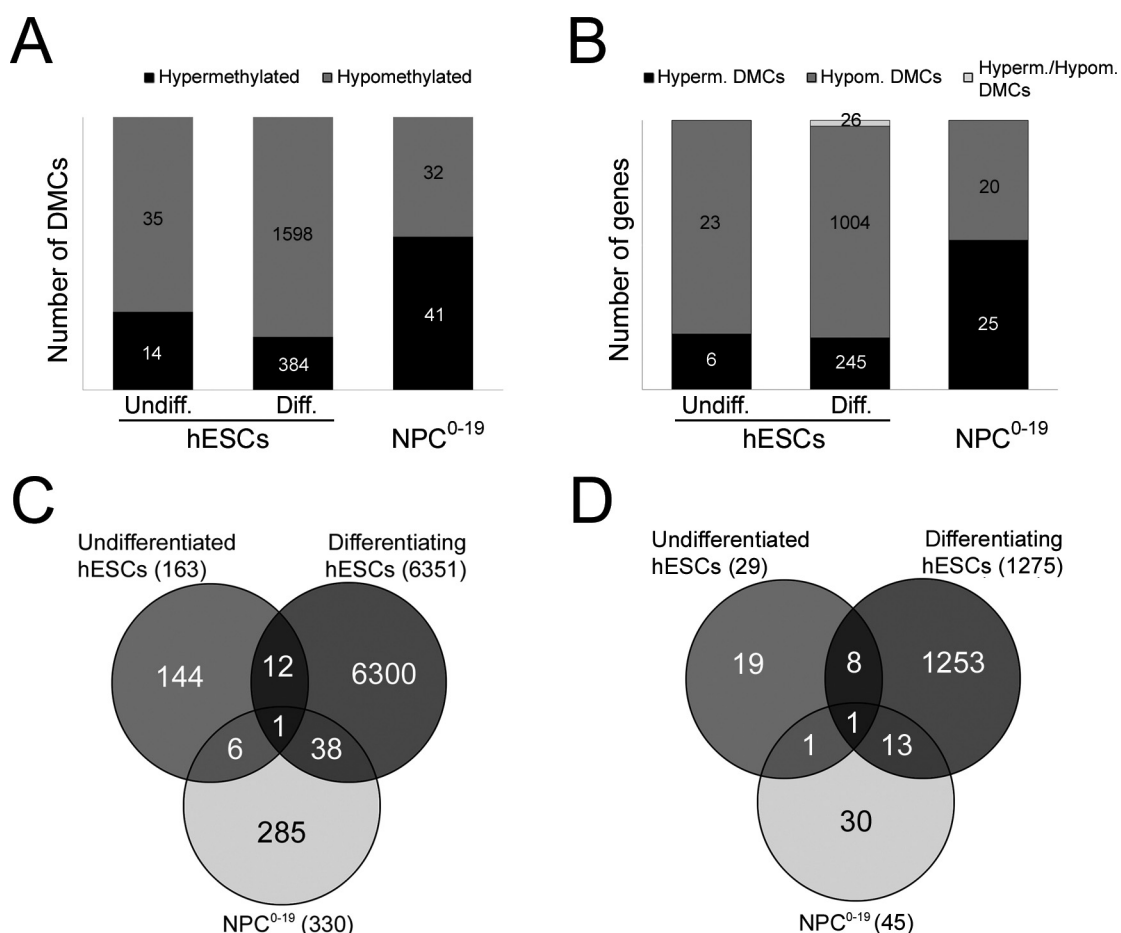 A
Hypermethylated Hypomethylated
Number of DMCs
35
14
1598
384
32
41
Undiff. Diff.
hESCs NPC⁰⁻¹⁹
B
Hyperm. DMCs Hypom. DMCs Hyperm./Hypom.
DMCs
Number of genes
23
6
26
1004
245
20
25
Undiff. Diff.
hESCs NPC⁰⁻¹⁹
C
Undifferentiated
hESCs (163)
Differentiating
hESCs (6351)
144 12 6300
1
6 38
285
NPC⁰⁻¹⁹ (330)
D
Undifferentiated
hESCs (29)
Differentiating
hESCs (1275)
19 8 1253
1
1 13
30
NPC⁰⁻¹⁹ (45)